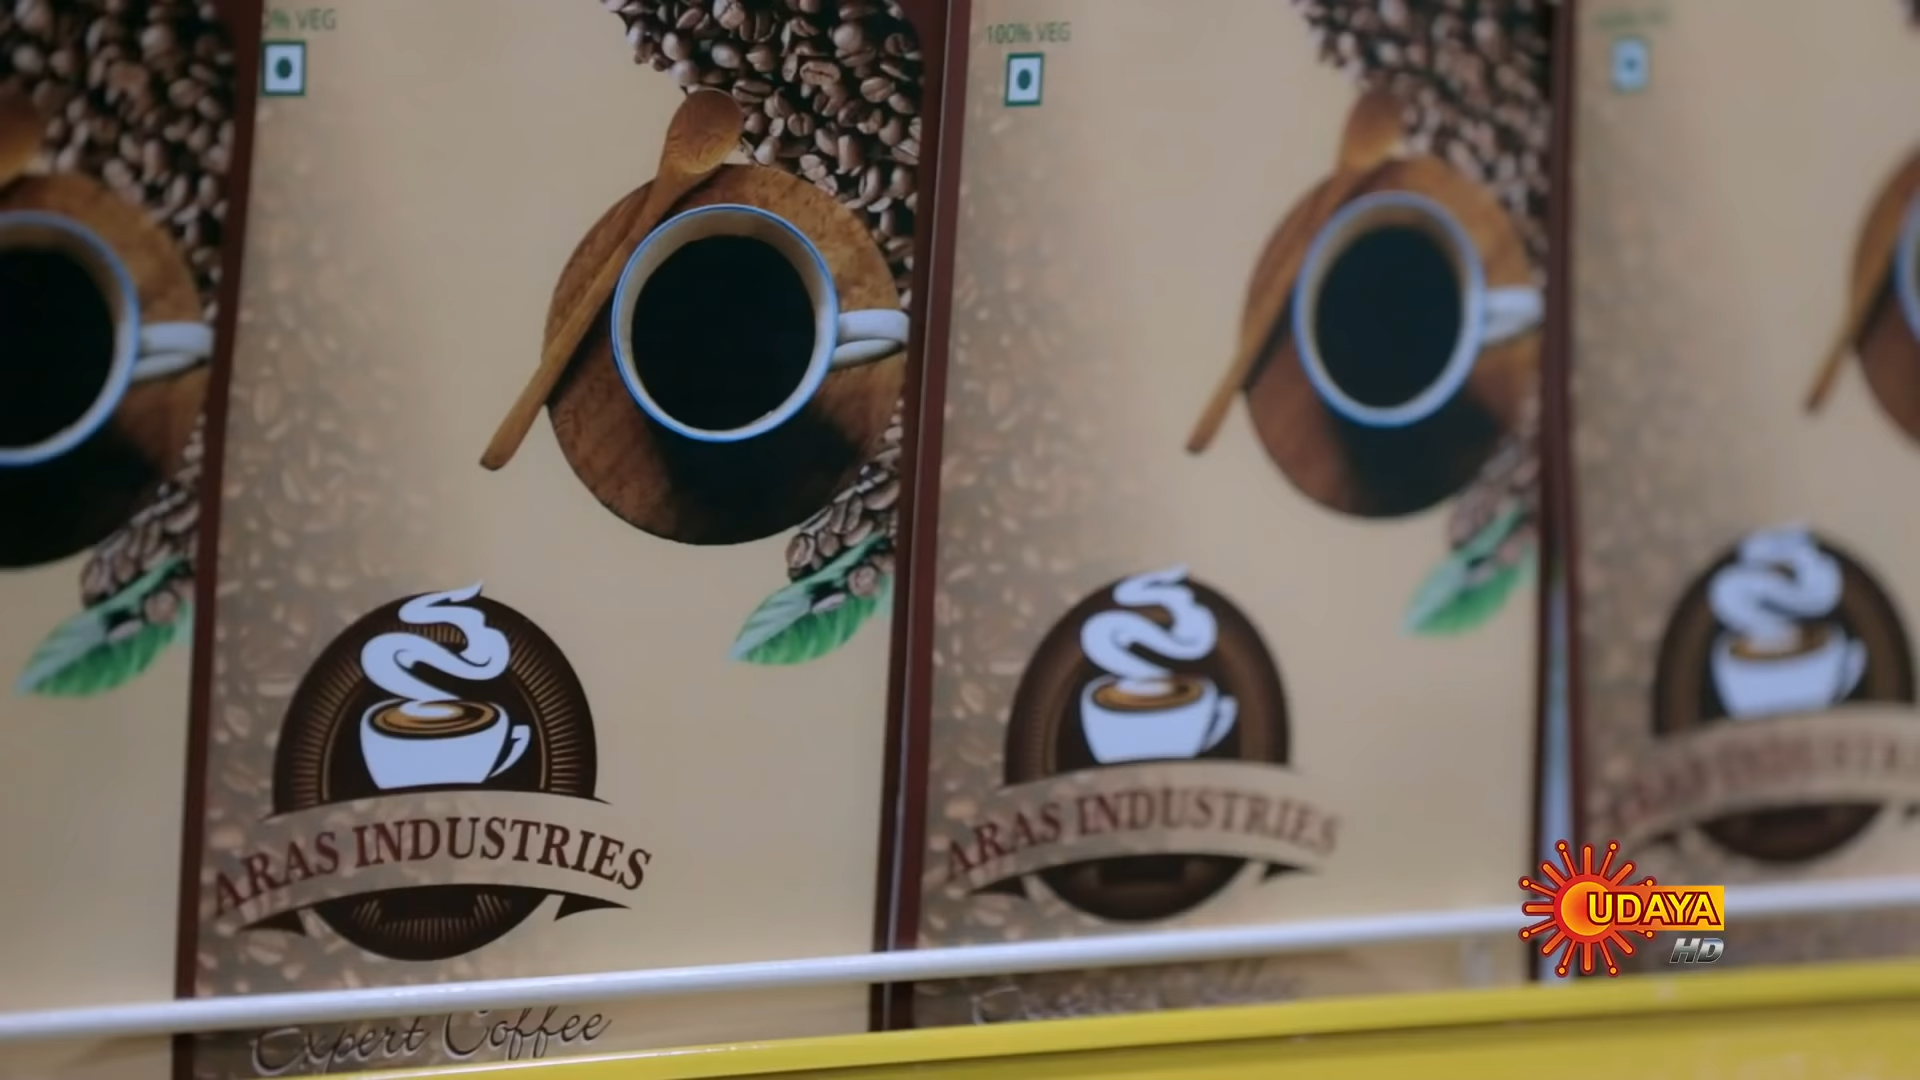 % VEG
100% VEG
ARAS INDUSTRIES
ARAS INDUSTRIES
Expert Coffee
UDAYA
HD